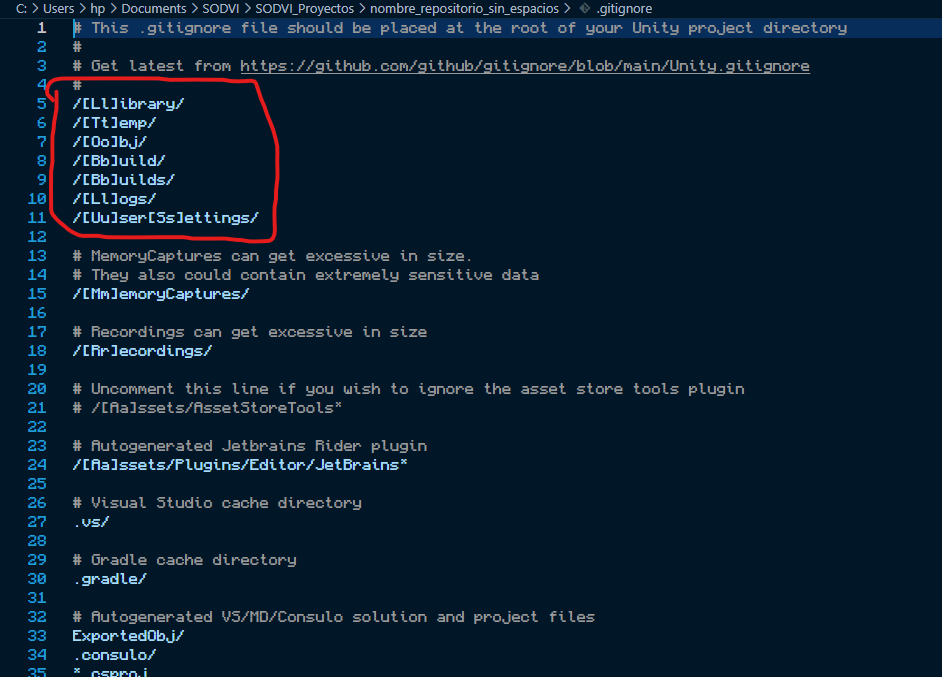 C: > Users > hp > Documents > SODVI > SODVI_Proyectos > nombre_repositorio_sin_espacios > .gitignore
1 # This .gitignore file should be placed at the root of your Unity project directory
2 #
3 # Get latest from https://github.com/github/gitignore/blob/main/Unity.gitignore
4 #
5 /[Ll]ibrary/
6 /[Tt]emp/
7 /[Oo]bj/
8 /[Bb]uild/
9 /[Bb]uilds/
10 /[Ll]ogs/
11 /[Uu]ser[Ss]ettings/
12
13 # MemoryCaptures can get excessive in size.
14 # They also could contain extremely sensitive data
15 /[Mm]emoryCaptures/
16
17 # Recordings can get excessive in size
18 /[Rr]ecordings/
19
20 # Uncomment this line if you wish to ignore the asset store tools plugin
21 # /[Aa]ssets/AssetStoreTools*
22
23 # Autogenerated Jetbrains Rider plugin
24 /[Aa]ssets/Plugins/Editor/JetBrains*
25
26 # Visual Studio cache directory
27 .vs/
28
29 # Gradle cache directory
30 .gradle/
31
32 # Autogenerated VS/MD/Consulo solution and project files
33 ExportedObj/
34 .consulo/
35 *.csproj